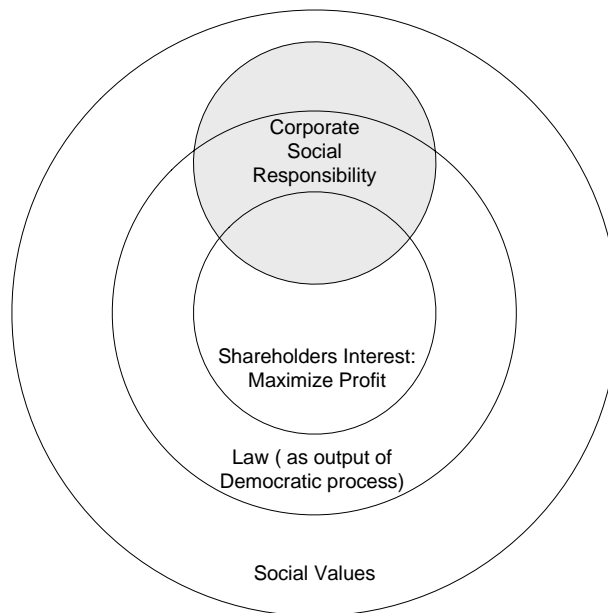 Corporate
Social
Responsibility
Shareholders Interest:
Maximize Profit
Law ( as output of
Democratic process)
Social Values